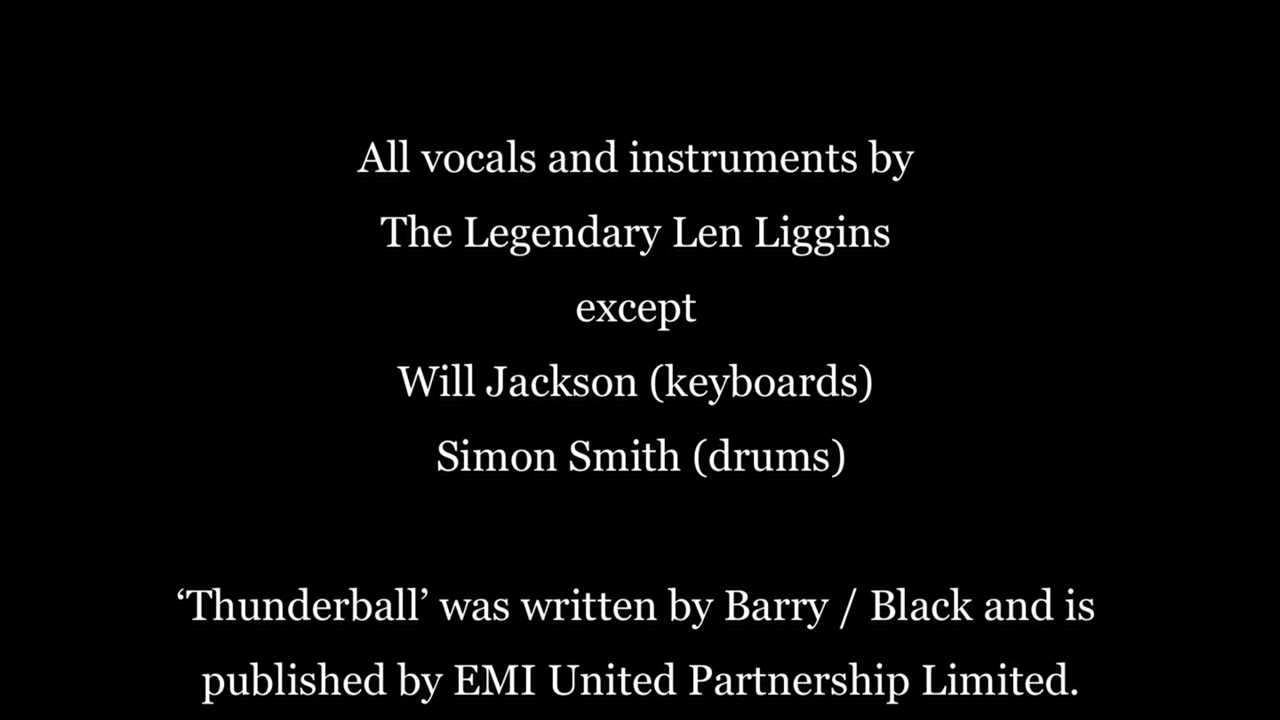 All vocals and instruments by
The Legendary Len Liggins
except
Will Jackson (keyboards)
Simon Smith (drums)
‘Thunderball’ was written by Barry / Black and is
published by EMI United Partnership Limited.